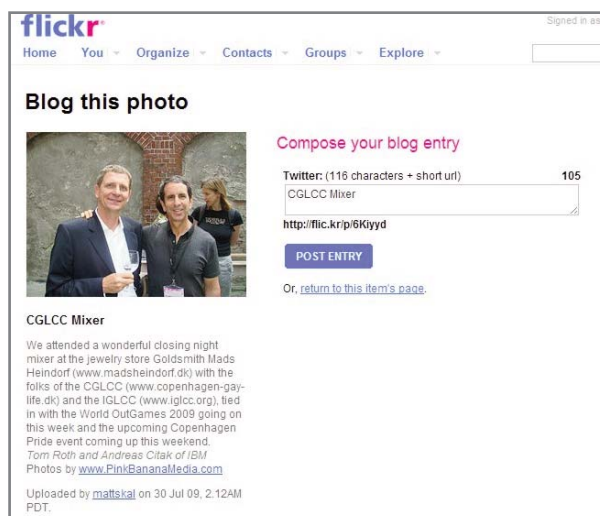 flickr
Signed in as
Home You Organize Contacts Groups Explore
Blog this photo
Compose your blog entry
Twitter: (116 characters + short url) 105
CGLCC Mixer
http://flic.kr/p/6Kiyyd
POST ENTRY
Or, return to this item's page.
CGLCC Mixer
We attended a wonderful closing night
mixer at the jewelry store Goldsmith Mads
Heindorf (www.madsheindorf.dk) with the
folks of the CGLCC (www.copenhagen-gay-
life.dk) and the IGLCC (www.iglcc.org), tied
in with the World OutGames 2009 going on
this week and the upcoming Copenhagen
Pride event coming up this weekend.
Tom Roth and Andreas Citak of IBM
Photos by www.PinkBananaMedia.com
Uploaded by mattskal on 30 Jul 09, 2.12AM
PDT.